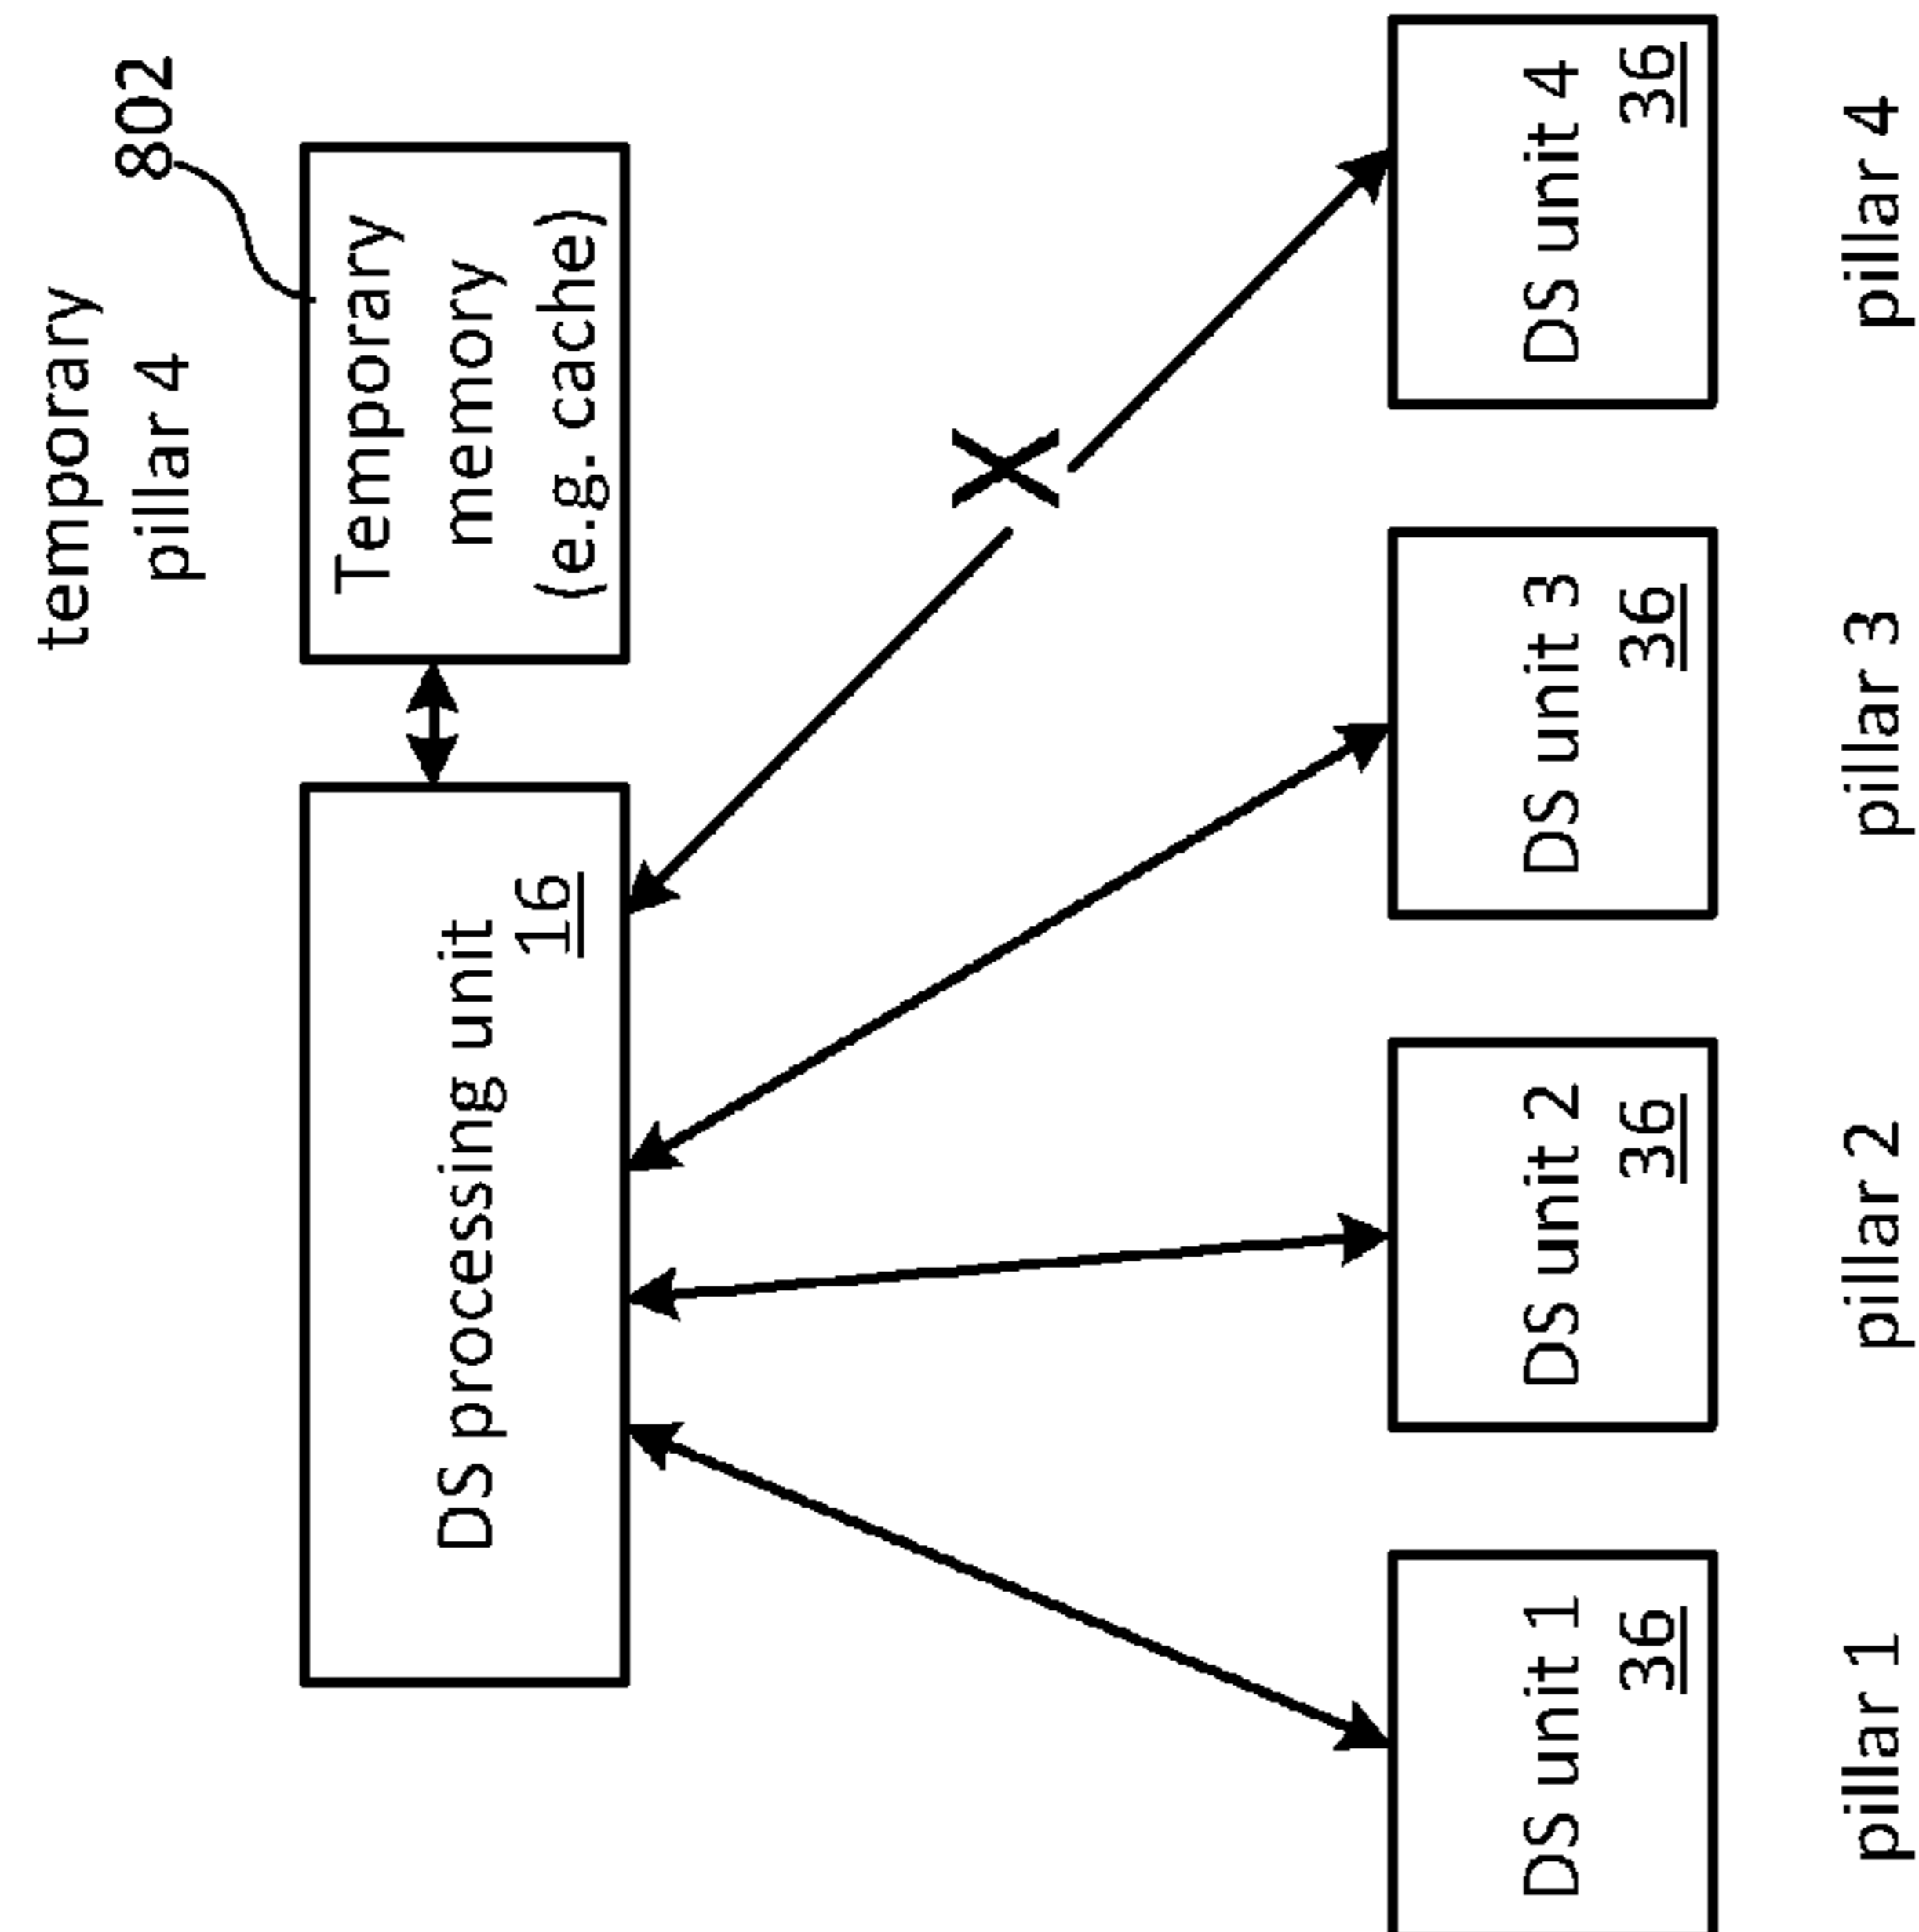 temporary
pillar 4
802
DS processing unit
16
Temporary
memory
(e.g. cache)
X
DS unit 1
36
DS unit 2
36
DS unit 3
36
DS unit 4
36
pillar 1
pillar 2
pillar 3
pillar 4